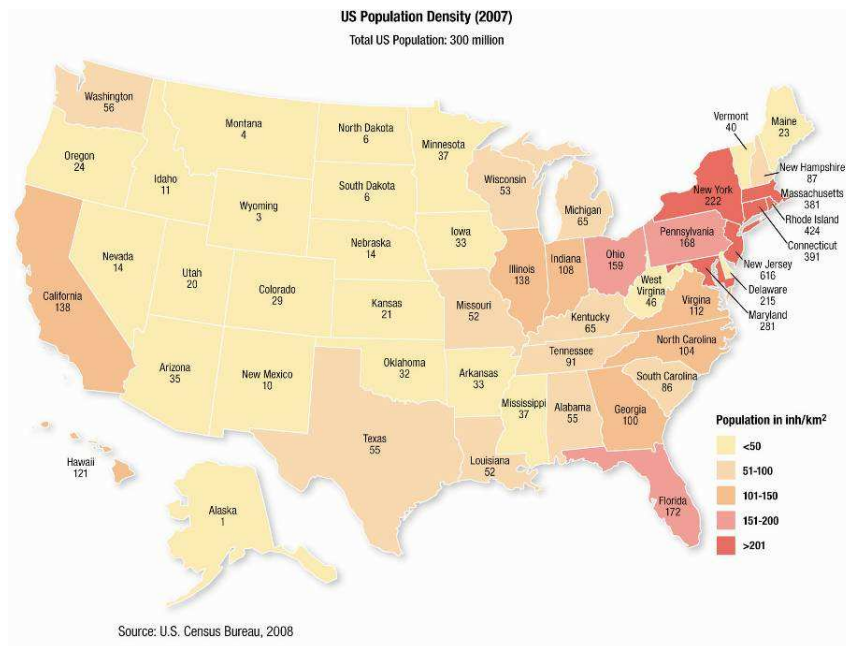 US Population Density (2007)
Total US Population: 300 million
Washington
56
Montana
4
North Dakota
6
Minnesota
37
Vermont
40
Maine
23
Oregon
24
Idaho
11
Wyoming
3
South Dakota
6
Wisconsin
53
Michigan
65
New York
222
New Hampshire
87
Massachusetts
381
Rhode Island
424
Connecticut
391
New Jersey
616
Delaware
215
Maryland
281
Nevada
14
Utah
20
Colorado
29
Nebraska
14
Iowa
33
Illinois
138
Indiana
108
Ohio
159
Pennsylvania
168
West
Virgina
46
Virgina
112
California
138
Kansas
21
Missouri
52
Kentucky
65
North Carolina
104
Tennessee
91
South Carolina
86
Arizona
35
New Mexico
10
Oklahoma
32
Arkansas
33
Mississippi
37
Alabama
55
Georgia
100
Texas
55
Louisiana
52
Florida
172
Hawaii
121
Alaska
1
Population in inh/km²
<50
51-100
101-150
151-200
>201
Source: U.S. Census Bureau, 2008